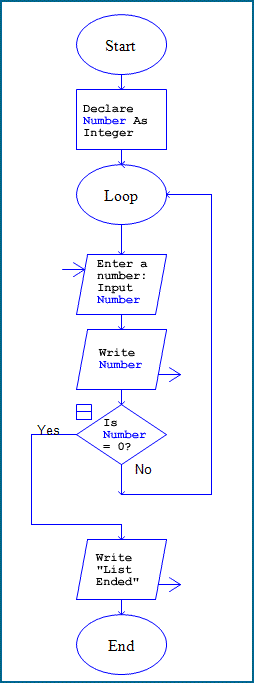 Start
Declare
Number As
Integer
Loop
Enter a
number:
Input
Number
Write
Number
Is
Number
= 0?
Yes
No
Write
"List
Ended"
End